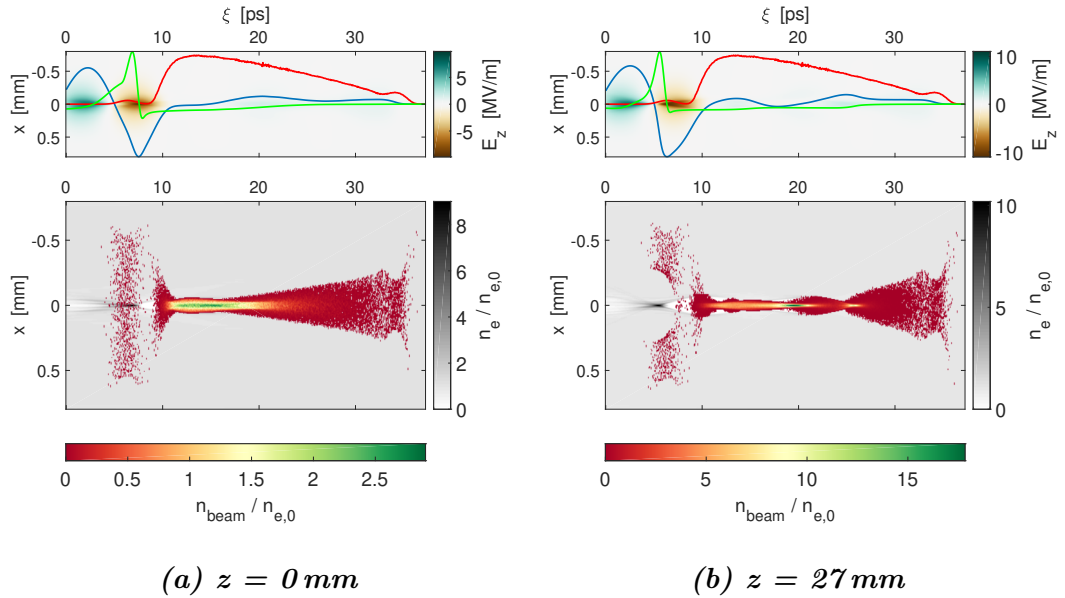 ξ [ps]
0 10 20 30
-0.5
0
0.5
x [mm]
5
0
-5
E_z [MV/m]
0 10 20 30
-0.5
0
0.5
x [mm]
8
6
4
2
0
n_e / n_e,0
0 0.5 1 1.5 2 2.5
n_beam / n_e,0
(a) z = 0 mm
ξ [ps]
0 10 20 30
-0.5
0
0.5
x [mm]
10
5
0
-5
-10
E_z [MV/m]
0 10 20 30
-0.5
0
0.5
x [mm]
10
5
0
n_e / n_e,0
0 5 10 15
n_beam / n_e,0
(b) z = 27 mm